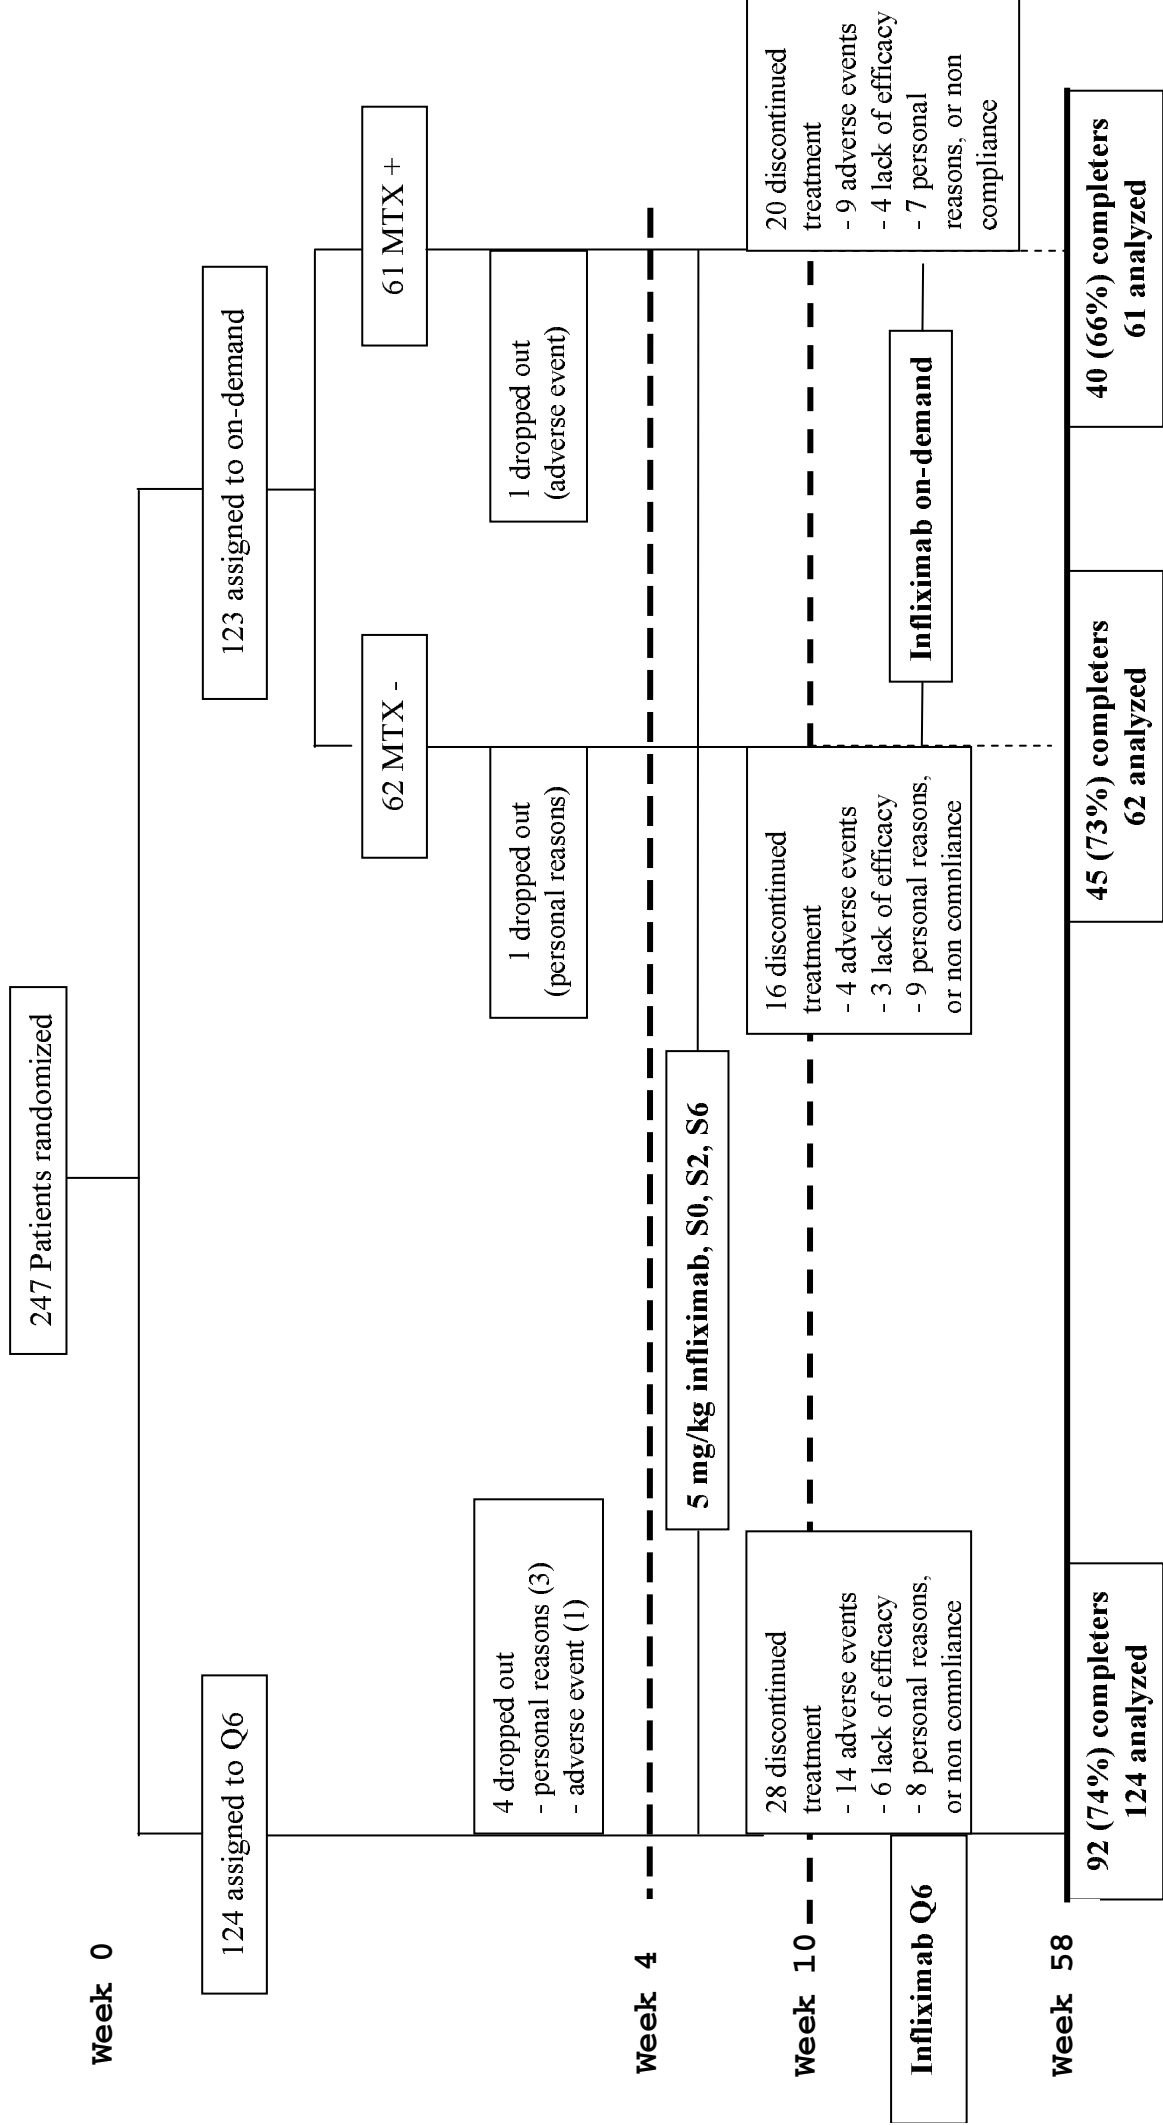 247 Patients randomized
Week 0
124 assigned to Q6
123 assigned to on-demand
62 MTX -
61 MTX +
4 dropped out
- personal reasons (3)
- adverse event (1)
1 dropped out
(personal reasons)
1 dropped out
(adverse event)
Week 4
5 mg/kg infliximab, S0, S2, S6
Week 10
28 discontinued
treatment
- 14 adverse events
- 6 lack of efficacy
- 8 personal reasons,
or non compliance
16 discontinued
treatment
- 4 adverse events
- 3 lack of efficacy
- 9 personal reasons,
or non compliance
20 discontinued
treatment
- 9 adverse events
- 4 lack of efficacy
- 7 personal
reasons, or non
compliance
Infliximab Q6
Infliximab on-demand
Week 58
92 (74%) completers
124 analyzed
45 (73%) completers
62 analyzed
40 (66%) completers
61 analyzed